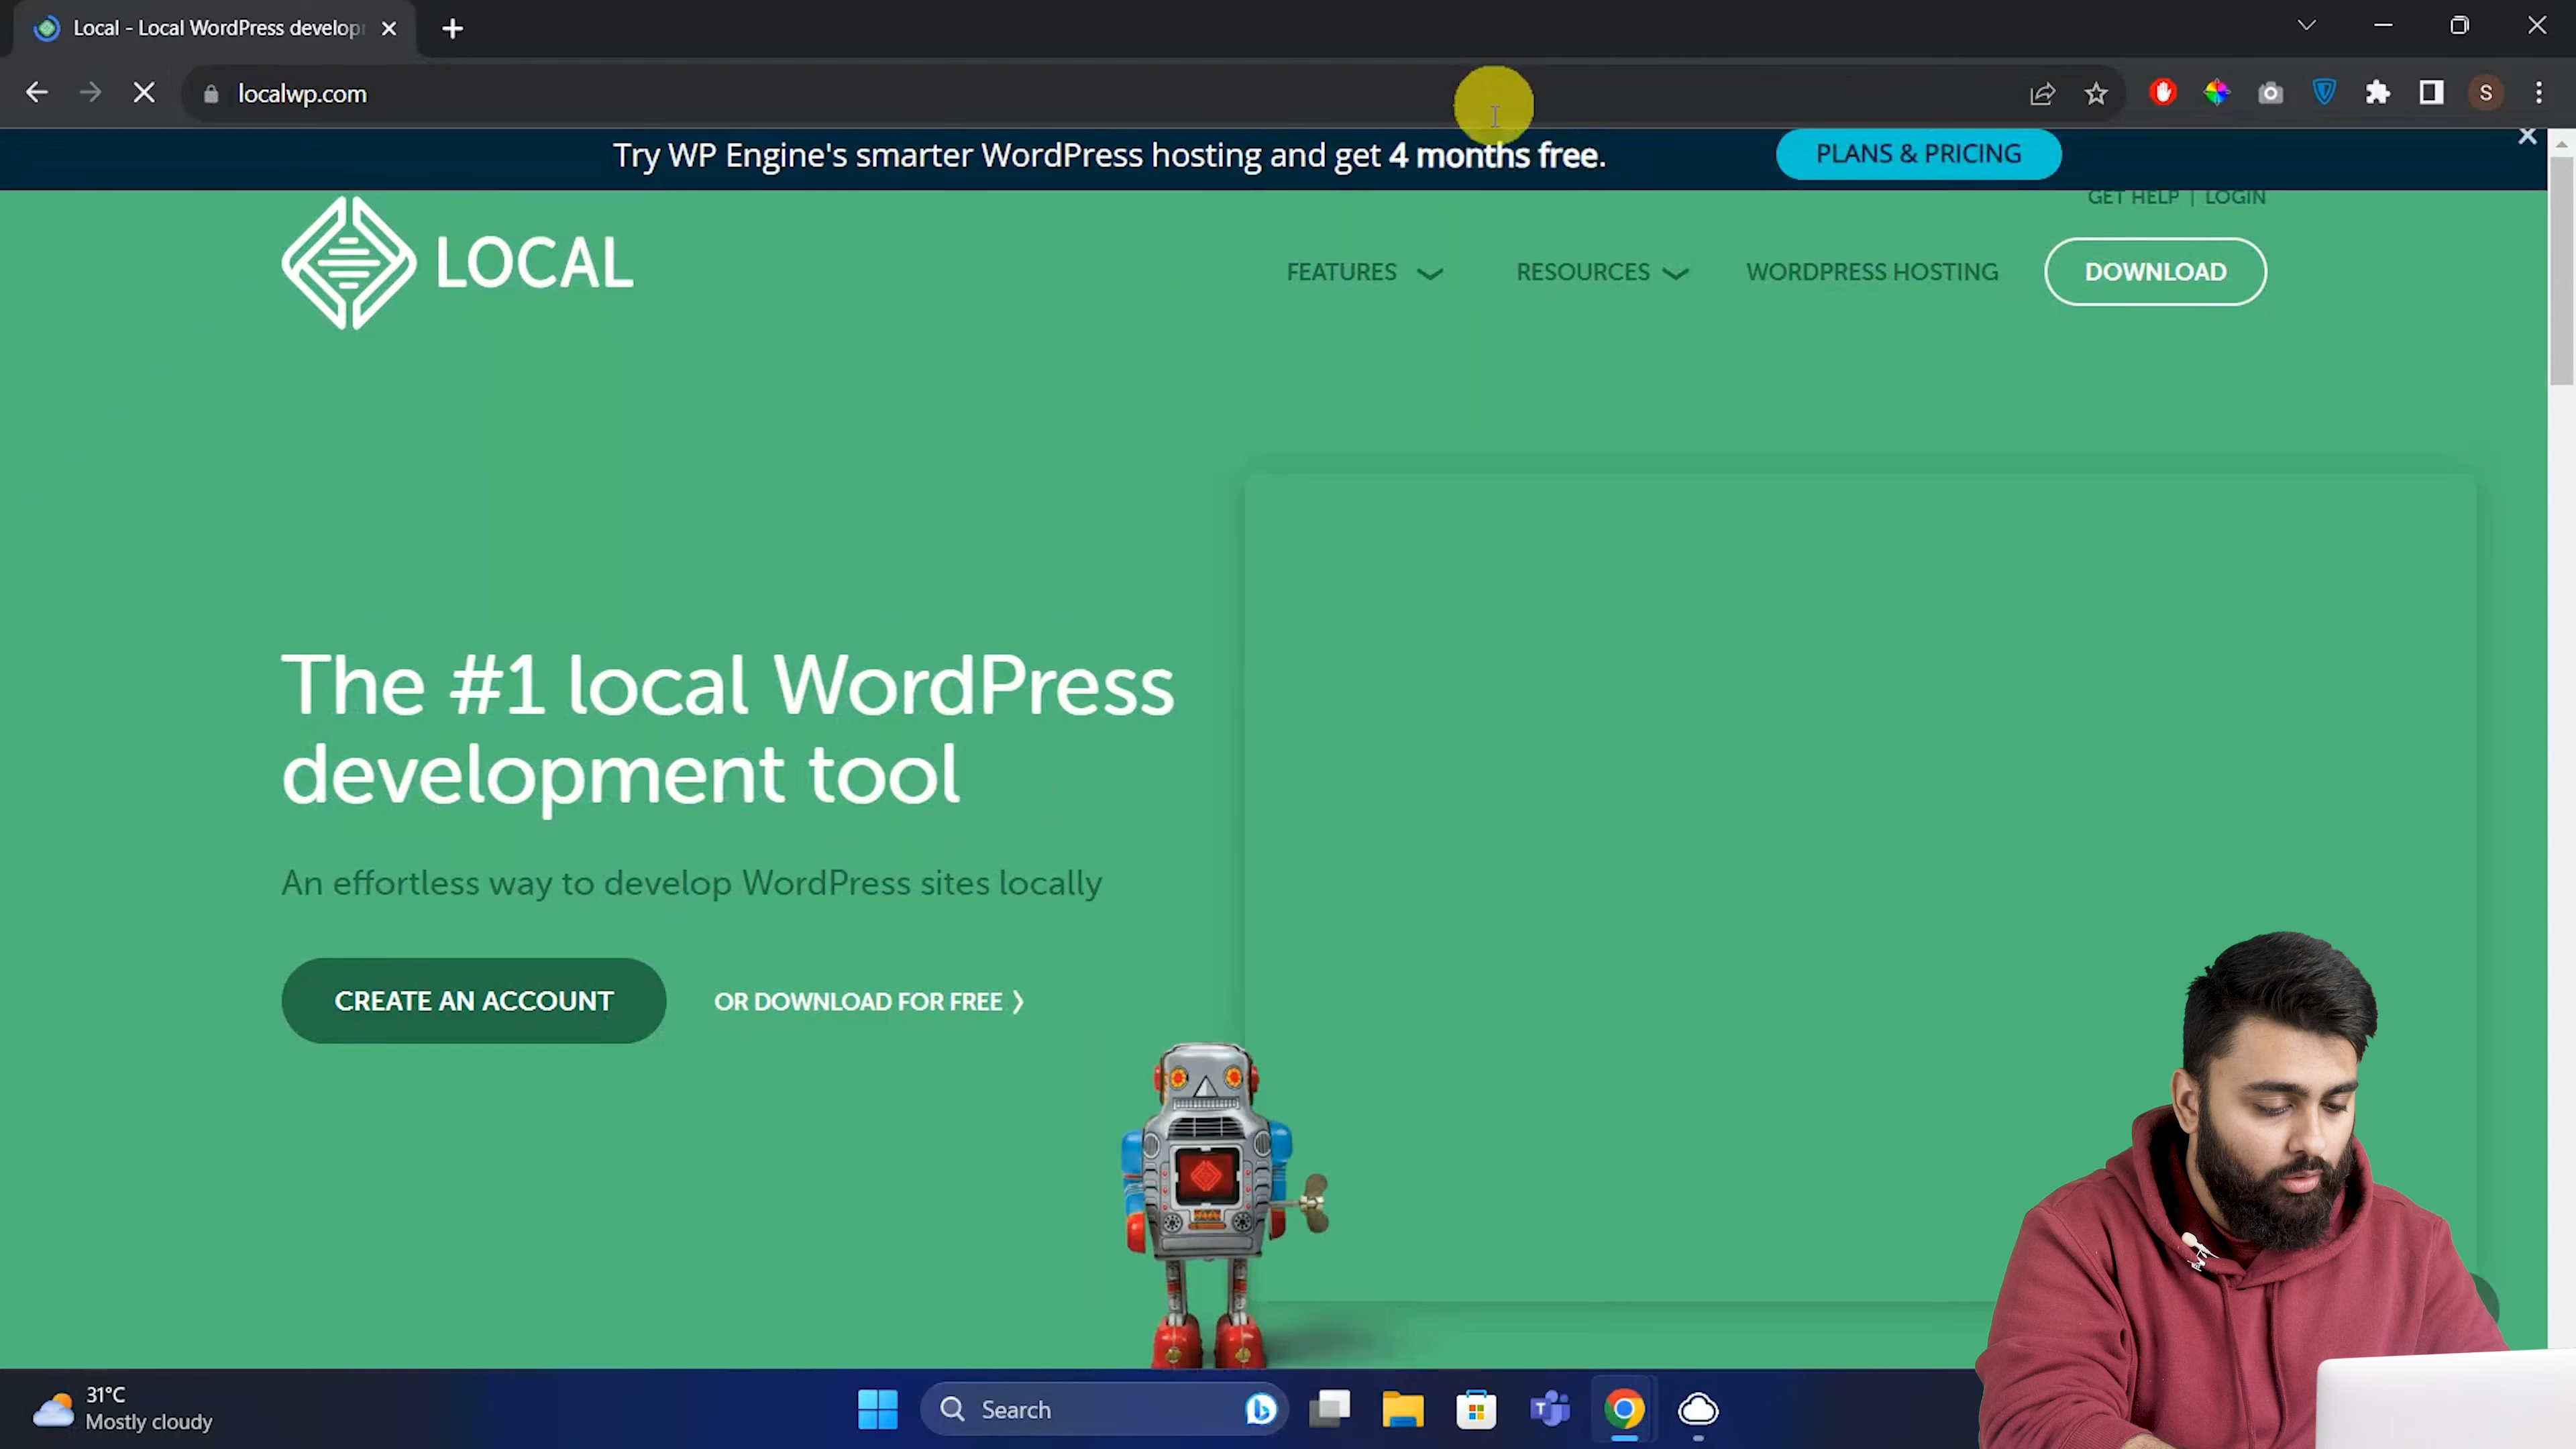 Local - Local WordPress develop
localwp.com
S
Try WP Engine's smarter WordPress hosting and get 4 months free.
PLANS & PRICING
GET HELP | LOGIN
LOCAL
FEATURES
RESOURCES
WORDPRESS HOSTING
DOWNLOAD
The #1 local WordPress
development tool
An effortless way to develop WordPress sites locally
CREATE AN ACCOUNT
OR DOWNLOAD FOR FREE ❭
31°C
Mostly cloudy
Search